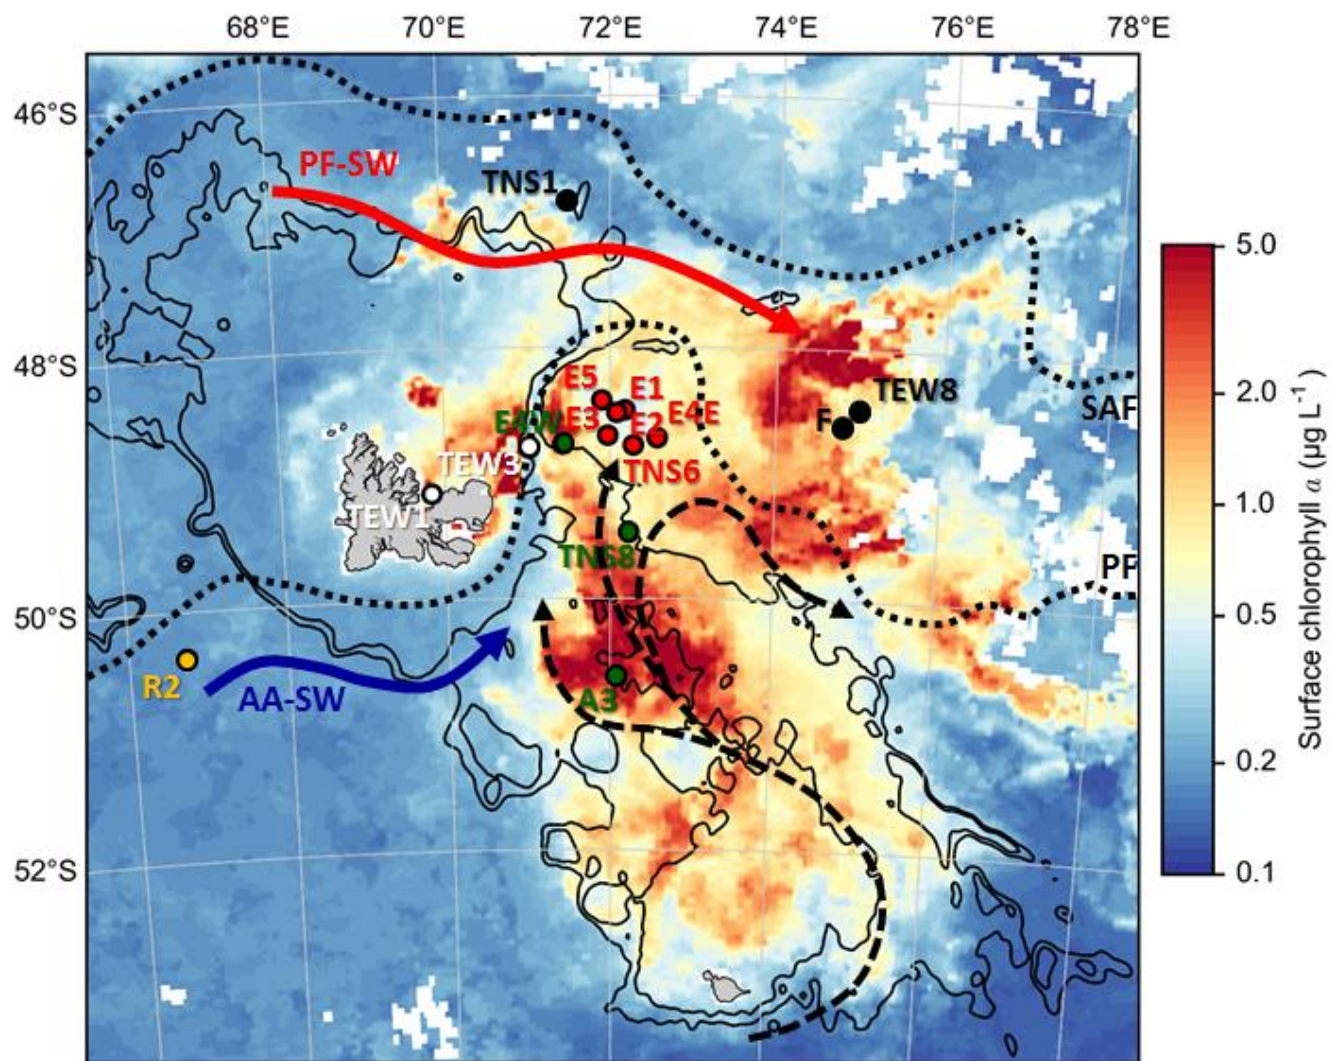 68°E 70°E 72°E 74°E 76°E 78°E
46°S
PF-SW
TNS1
5.0
48°S
E5 E1
TEW8
2.0
SAF
E4W E3 E2 E4E
F
TEW3
TNS6
TEW1
1.0
TNS8
PF
50°S
0.5
R2
AA-SW
A3
0.2
52°S
0.1
Surface chlorophyll a (µg L⁻¹)